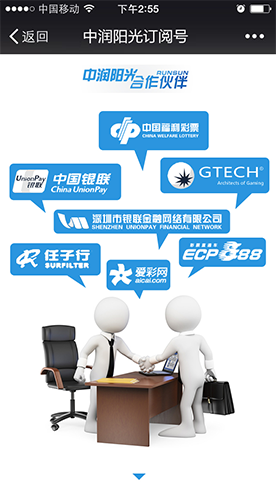 中国移动 下午2:55
返回 中润阳光订阅号
中润阳光 RUNSUN
合作伙伴
中国福利彩票
CHINA WELFARE LOTTERY
UnionPay
银联
中国银联
China UnionPay
GTECH
Architects of Gaming
深圳市银联金融网络有限公司
SHENZHEN UNIONPAY FINANCIAL NETWORK
任子行
SURFILTER
爱彩网
aicai.com
ECP888